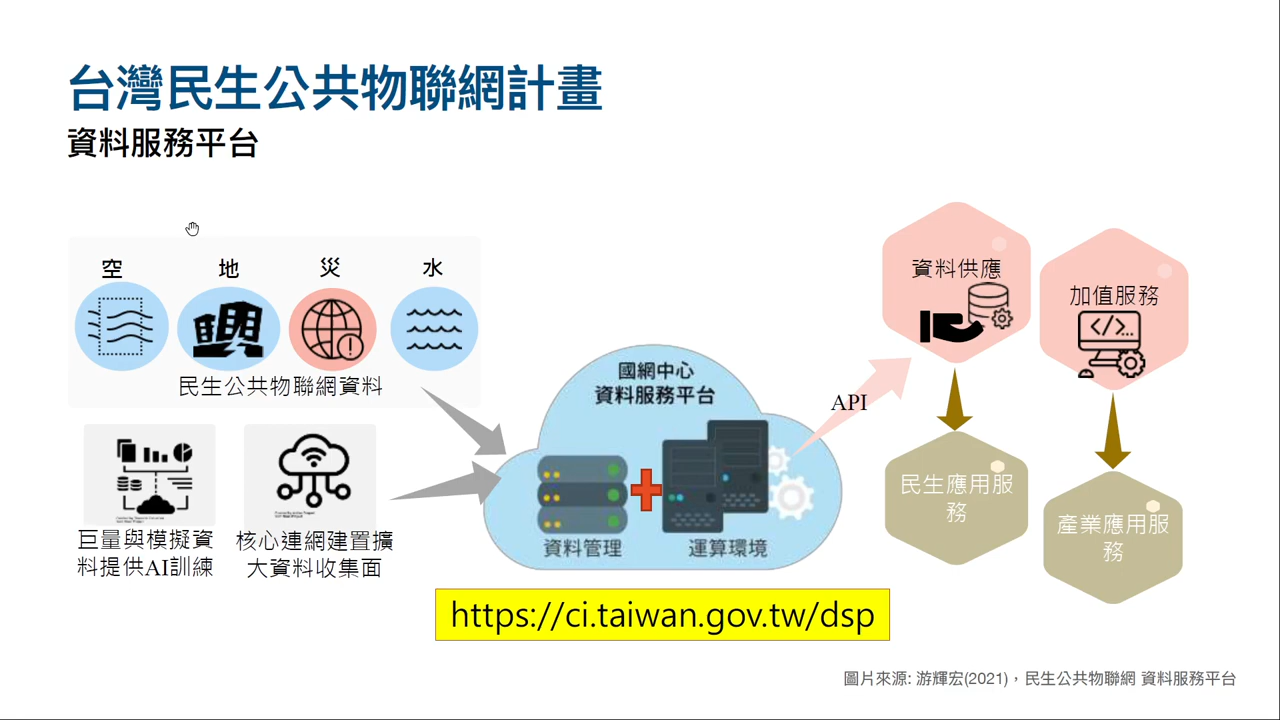 台灣民生公共物聯網計畫
資料服務平台
空 地 災 水
民生公共物聯網資料
巨量與模擬資
料提供AI訓練
核心連網建置擴
大資料收集面
國網中心
資料服務平台
資料管理
運算環境
API
資料供應
加值服務
民生應用服
務
產業應用服
務
https://ci.taiwan.gov.tw/dsp
圖片來源: 游輝宏(2021),民生公共物聯網 資料服務平台